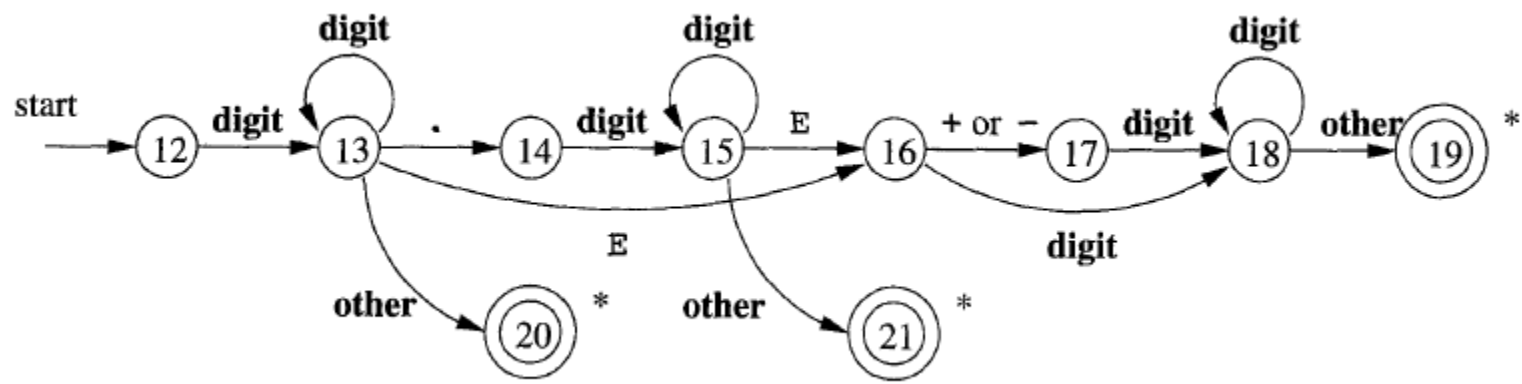 digit digit digit
start digit . digit E + or - digit other *
12 13 14 15 16 17 18 19
E digit
other * other *
20 21